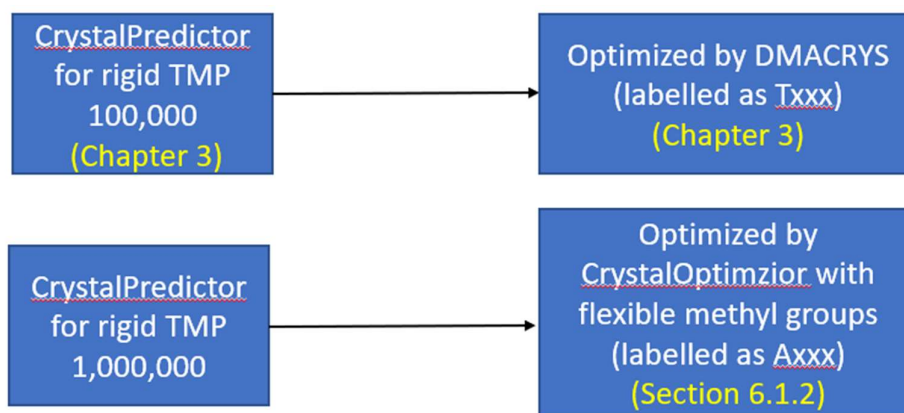 CrystalPredictor
for rigid TMP
100,000
(Chapter 3)
Optimized by DMACRYS
(labelled as Txxx)
(Chapter 3)
CrystalPredictor
for rigid TMP
1,000,000
Optimized by
CrystalOptimzior with
flexible methyl groups
(labelled as Axxx)
(Section 6.1.2)